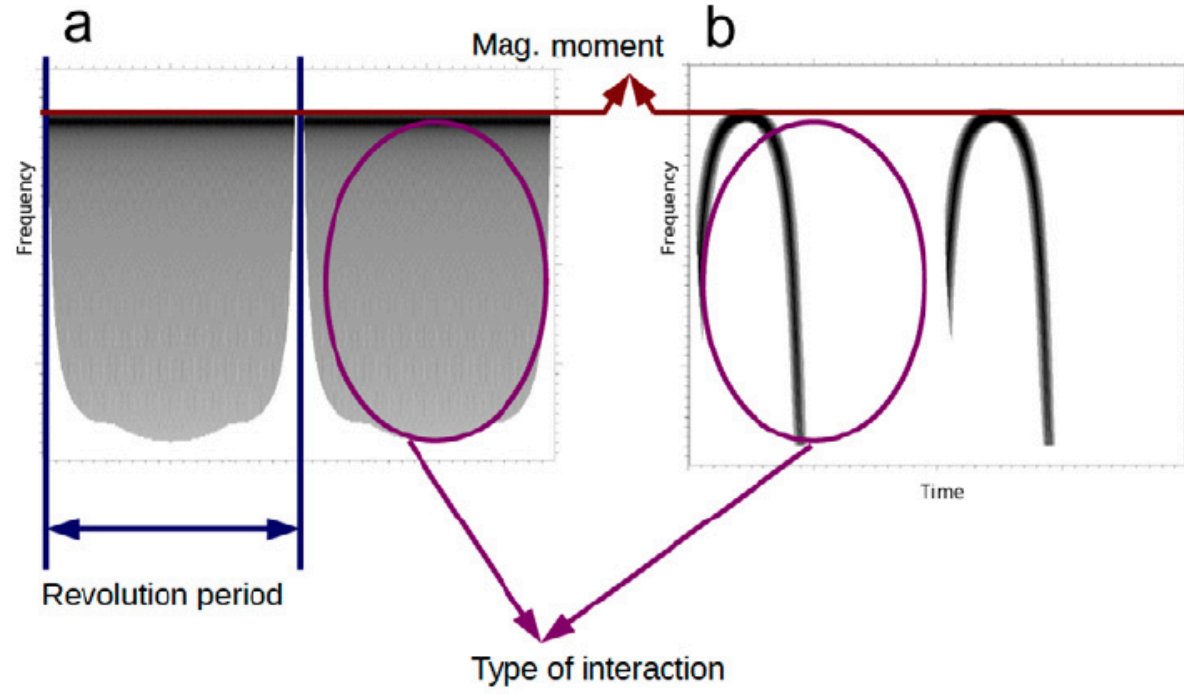 a
b
Mag. moment
Frequency
Frequency
Time
Revolution period
Type of interaction